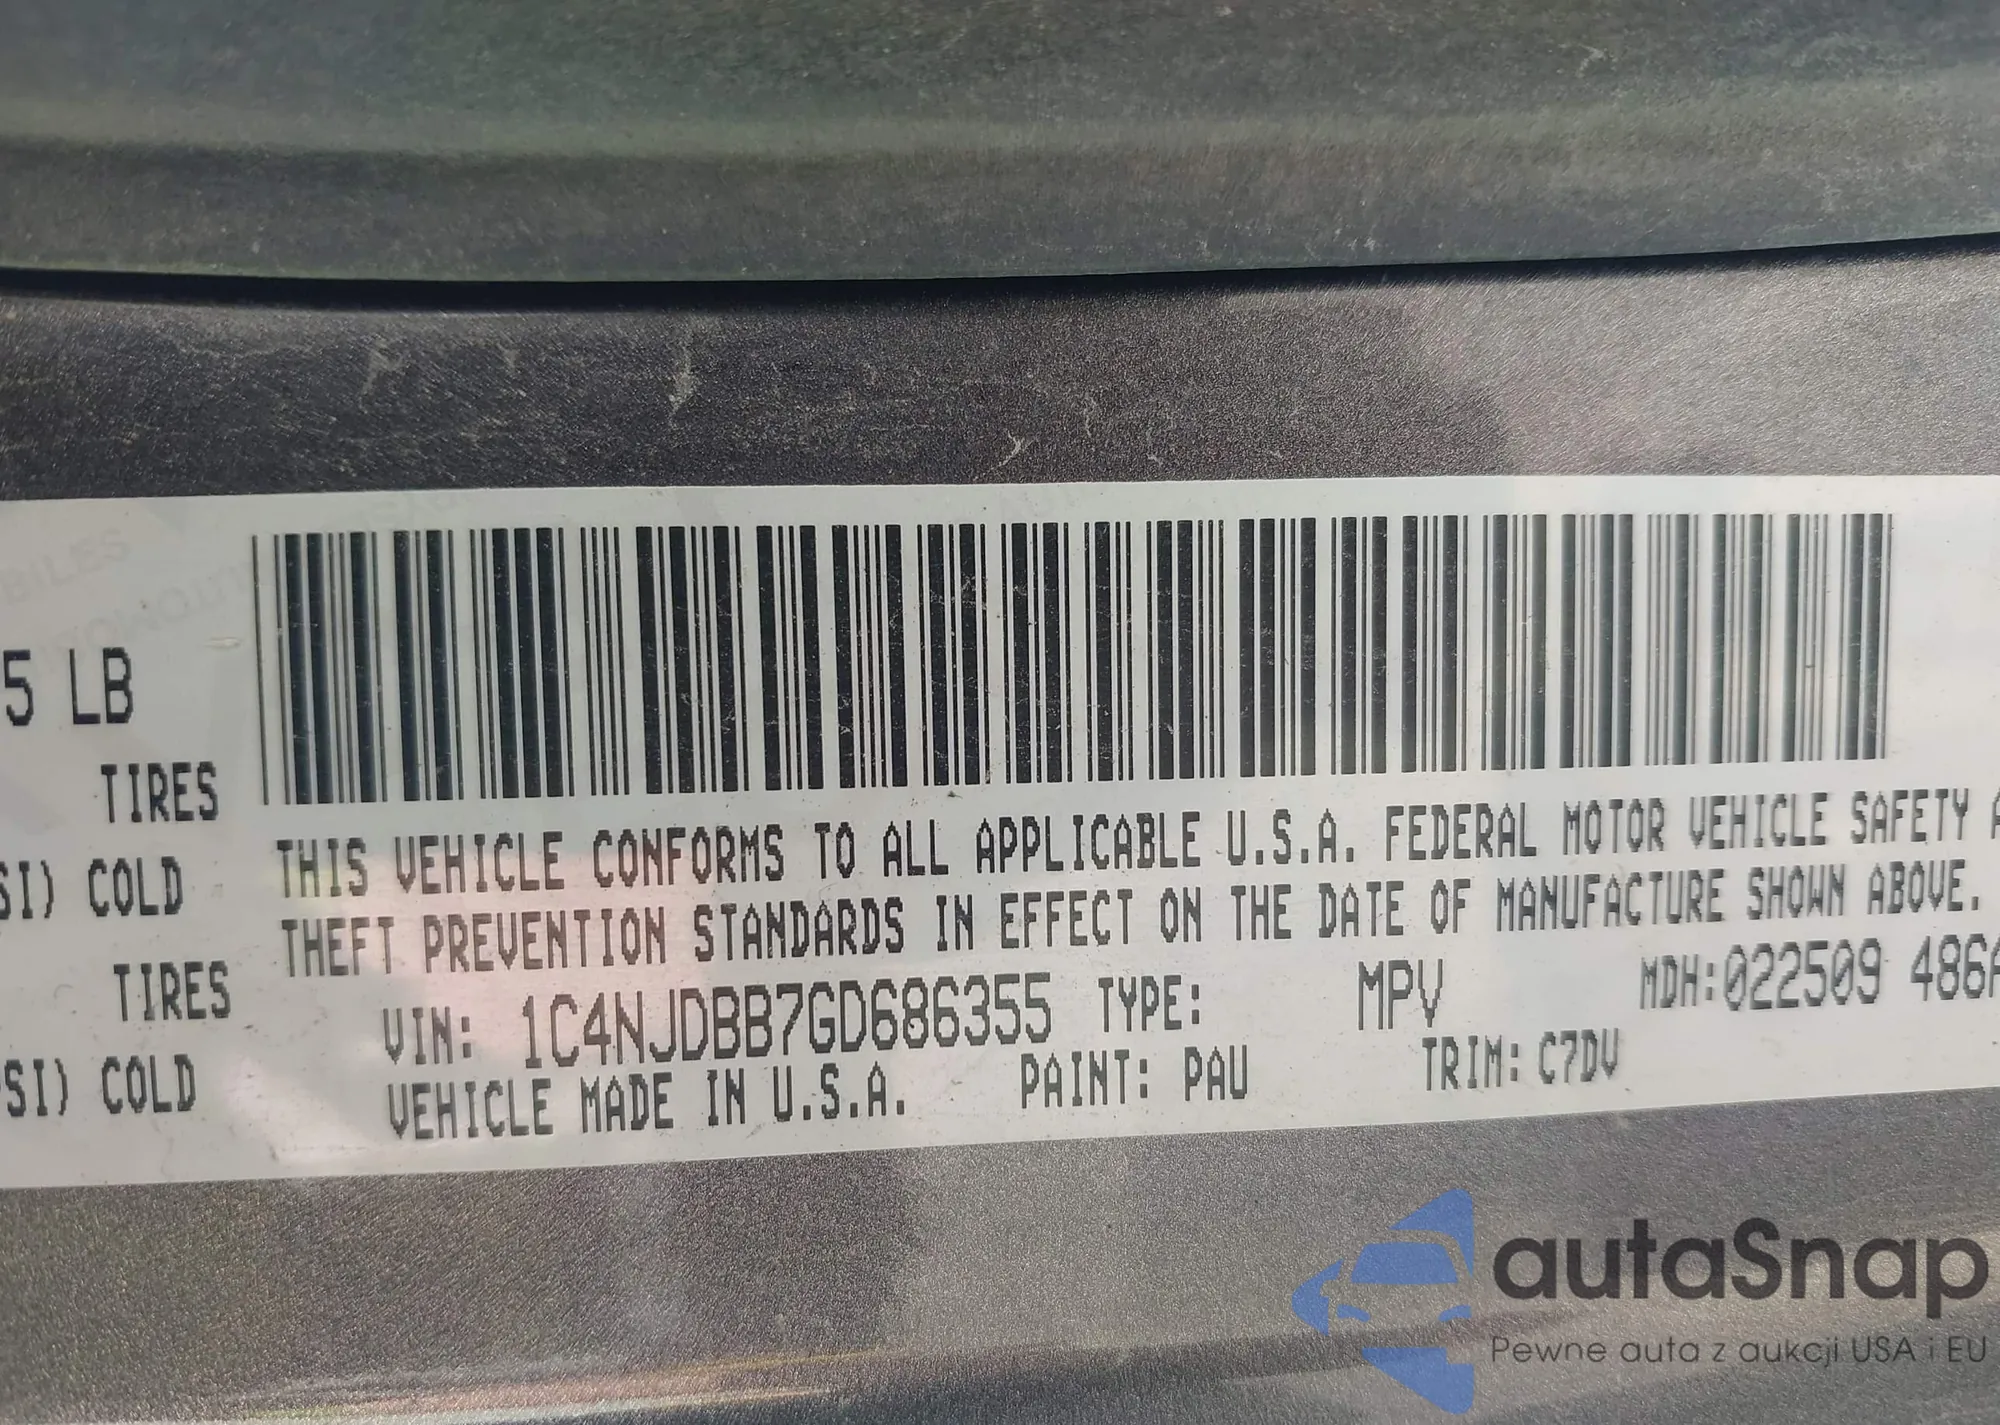 5 LB
TIRES
SI) COLD
TIRES
SI) COLD
THIS VEHICLE CONFORMS TO ALL APPLICABLE U.S.A. FEDERAL MOTOR VEHICLE SAFETY A
THEFT PREVENTION STANDARDS IN EFFECT ON THE DATE OF MANUFACTURE SHOWN ABOVE.
VIN: 1C4NJDBB7GD686355 TYPE: MPV MDH:022509 486A
VEHICLE MADE IN U.S.A. PAINT: PAU TRIM: C7DV
autaSnap
Pewne auta z aukcji USA i EU